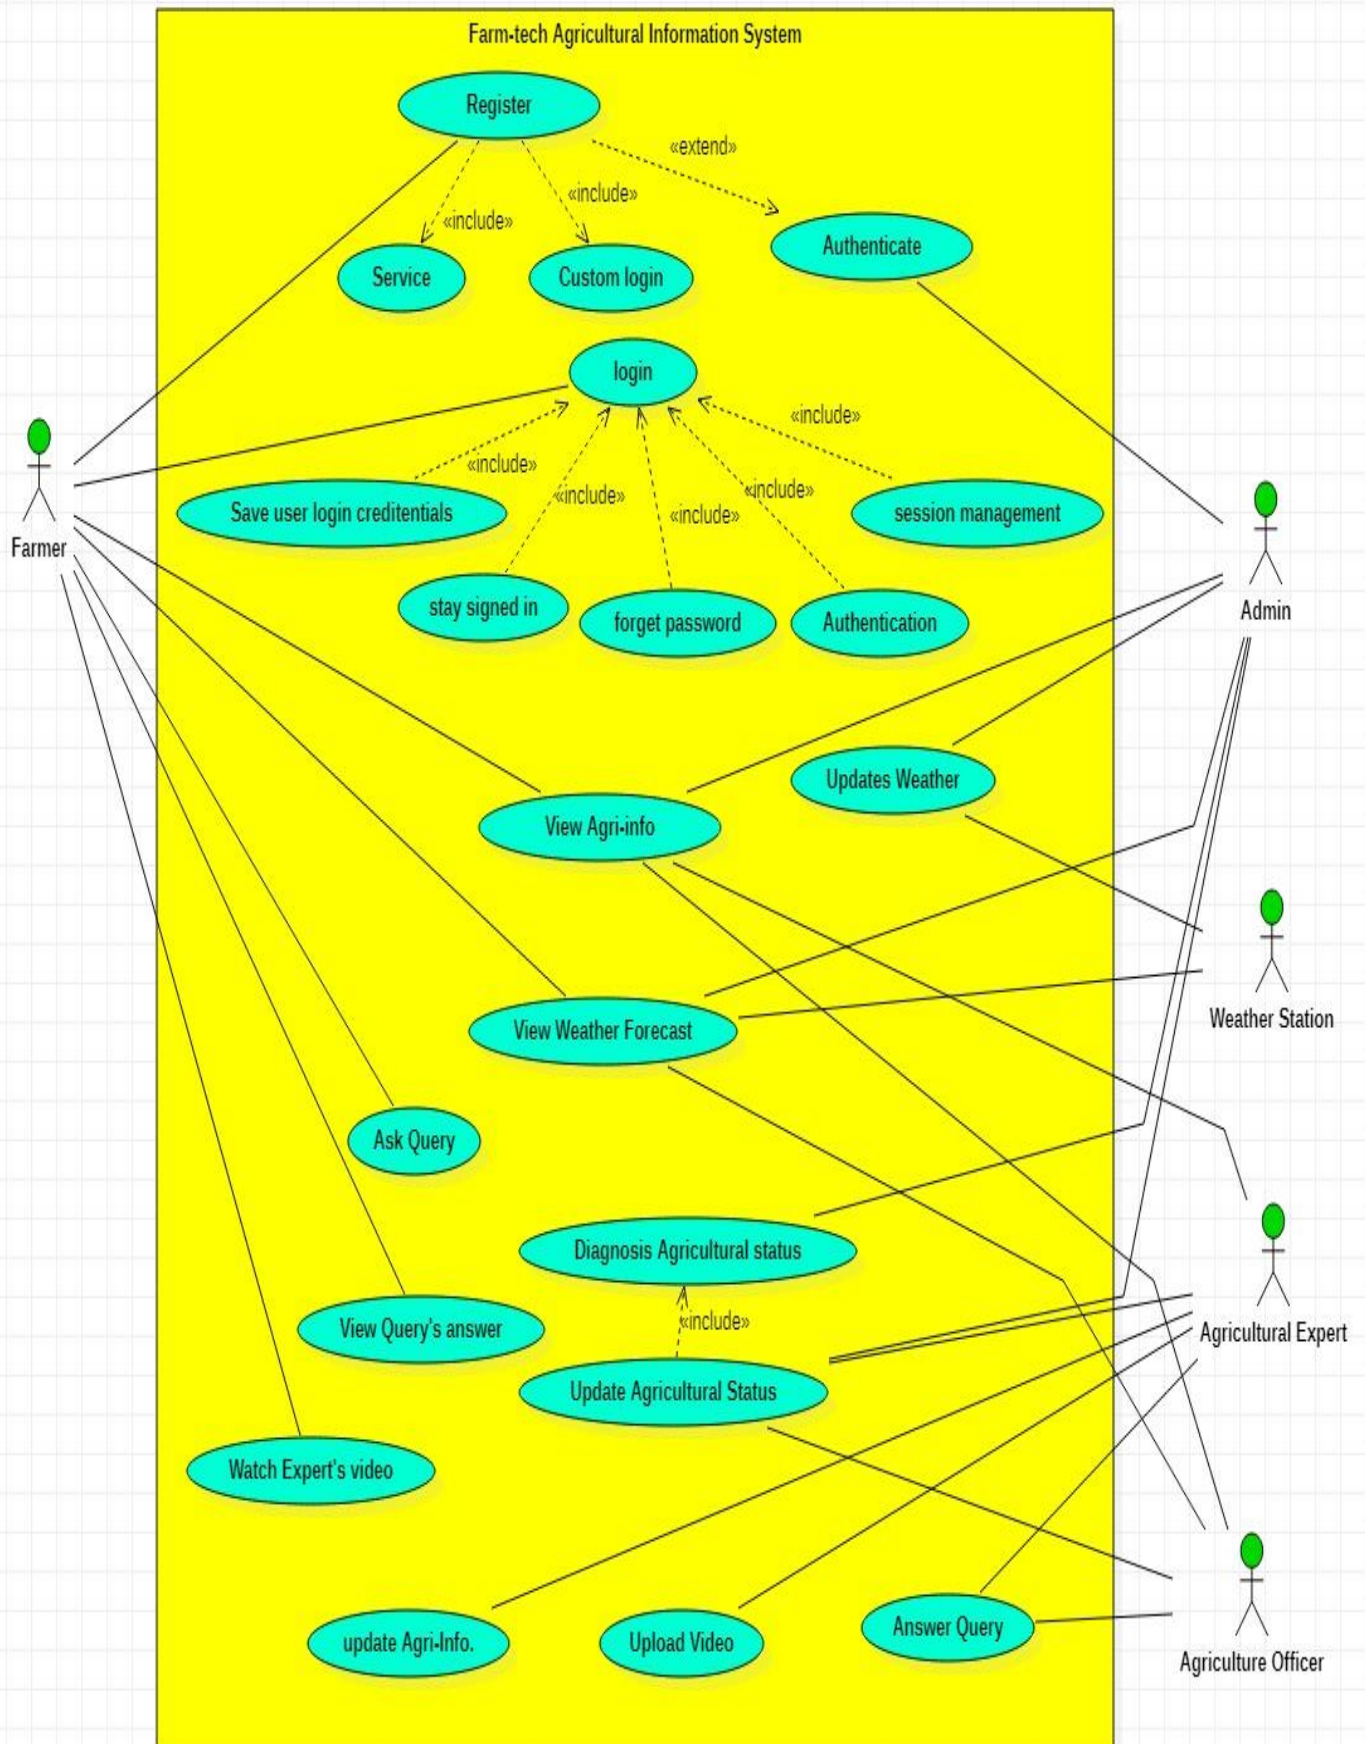 Farm-tech Agricultural Information System
Register
«extend»
«include»
«include»
Authenticate
Service
Custom login
login
«include»
«include»
«include»
«include»
«include»
Save user login creditentials
session management
Farmer
stay signed in
forget password
Authentication
Admin
Updates Weather
View Agri-info
Weather Station
View Weather Forecast
Ask Query
Diagnosis Agricultural status
«include»
View Query's answer
Agricultural Expert
Update Agricultural Status
Watch Expert's video
update Agri-Info.
Upload Video
Answer Query
Agriculture Officer